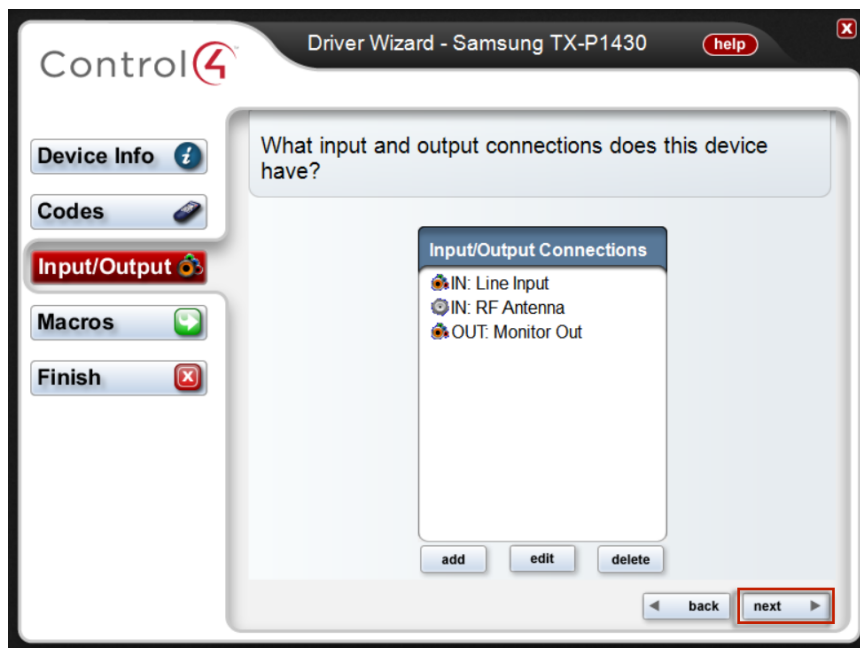 Control4
Driver Wizard - Samsung TX-P1430
help
Device Info
Codes
Input/Output
Macros
Finish
What input and output connections does this device
have?
Input/Output Connections
IN: Line Input
IN: RF Antenna
OUT: Monitor Out
add
edit
delete
back
next